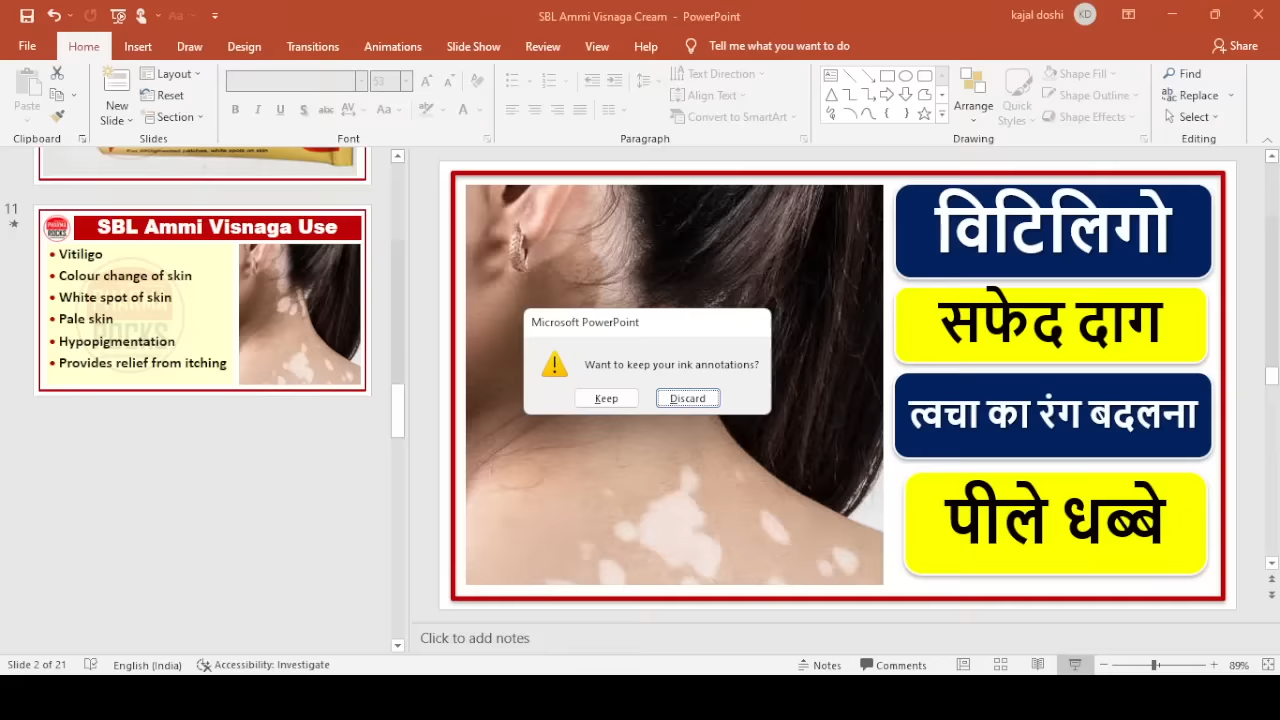 SBL Ammi Visnaga Cream - PowerPoint
kajal doshi
KD
File Home Insert Draw Design Transitions Animations Slide Show Review View Help Tell me what you want to do
Share
Paste
Clipboard
New Slide
Layout
Reset
Section
Slides
53
B I U S abc AV Aa A
Font
Paragraph
Text Direction
Align Text
Convert to SmartArt
Arrange
Quick Styles
Shape Fill
Shape Outline
Shape Effects
Drawing
Find
Replace
Select
Editing
11
SBL Ammi Visnaga Use
• Vitiligo
• Colour change of skin
• White spot of skin
• Pale skin
• Hypopigmentation
• Provides relief from itching
विटिलिगो
सफेद दाग
त्वचा का रंग बदलना
पीले धब्बे
Microsoft PowerPoint
Want to keep your ink annotations?
Keep
Discard
Click to add notes
Slide 2 of 21
English (India)
Accessibility: Investigate
Notes
Comments
89%